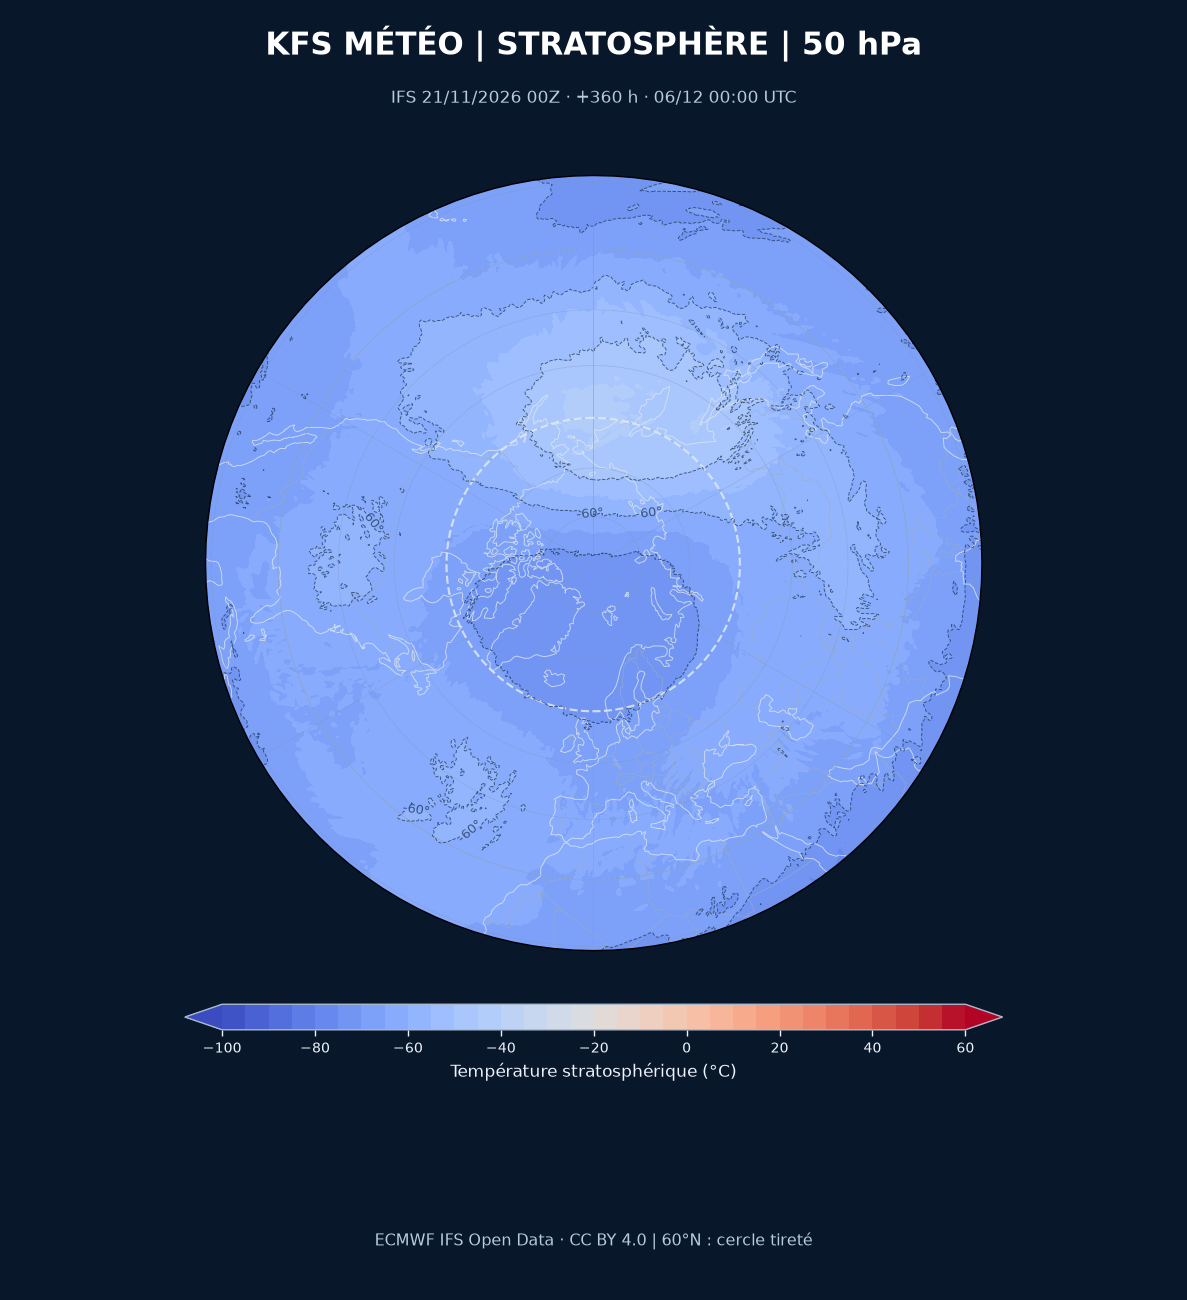 KFS MÉTÉO | STRATOSPHÈRE | 50 hPa
IFS 21/11/2026 00Z · +360 h · 06/12 00:00 UTC
-60°
-60°
-60°
-60°
-60°
−100 −80 −60 −40 −20 0 20 40 60
Température stratosphérique (°C)
ECMWF IFS Open Data · CC BY 4.0 | 60°N : cercle tireté